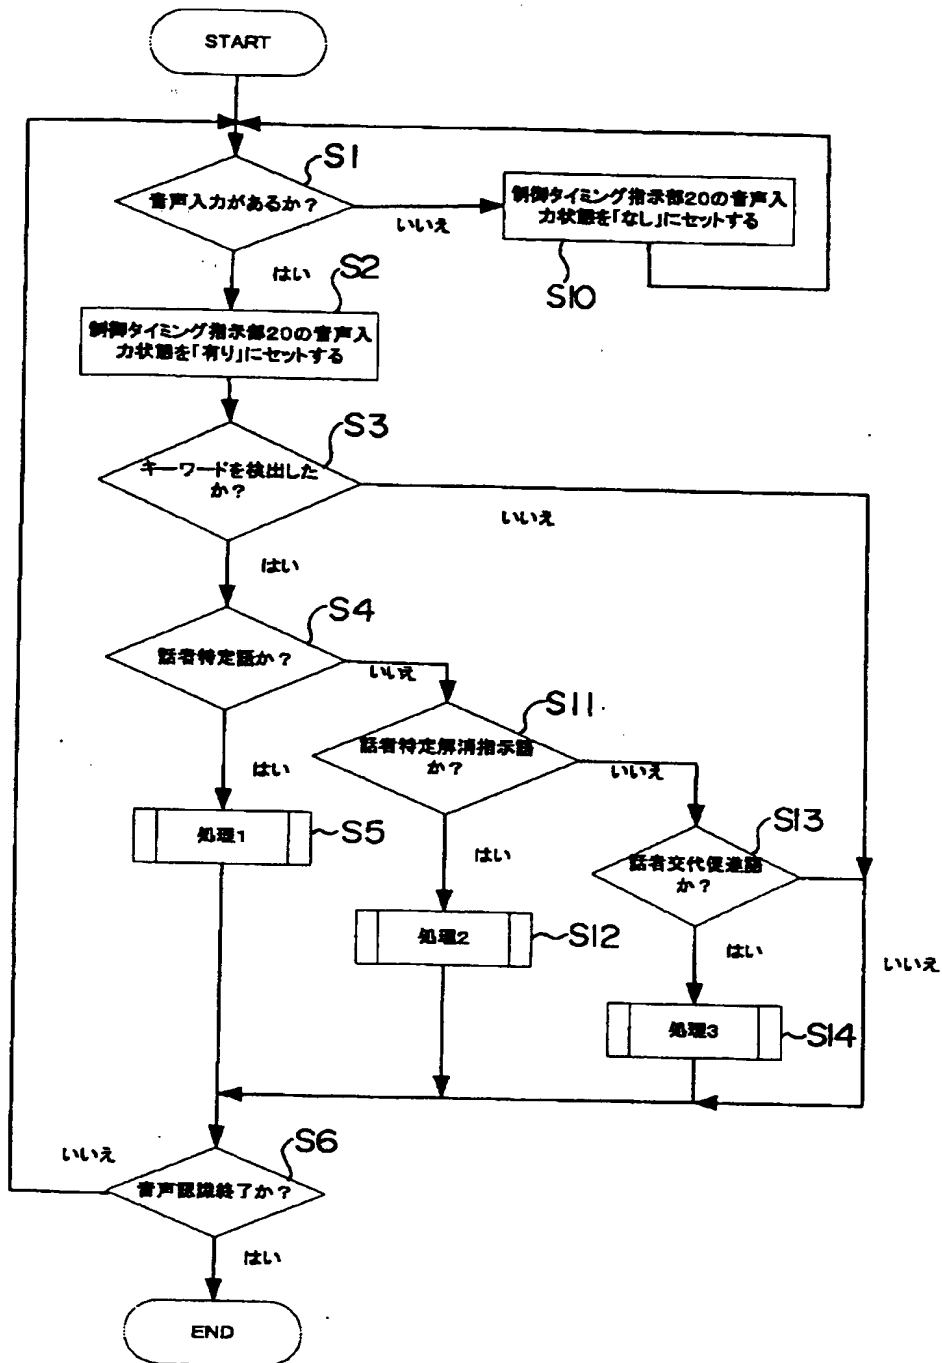 START
S1
音声入力があるか?
いいえ
制御タイミング指示部20の音声入
力状態を「なし」にセットする
S10
はい
S2
制御タイミング指示部20の音声入
力状態を「有り」にセットする
S3
キーワードを検出した
か?
いいえ
はい
S4
話者特定語か?
いいえ
S11
話者特定解消指示語
か?
いいえ
はい
処理1
S5
S13
話者交代促進語
か?
はい
処理2
S12
いいえ
はい
処理3
S14
S6
いいえ
音声認識終了か?
はい
END